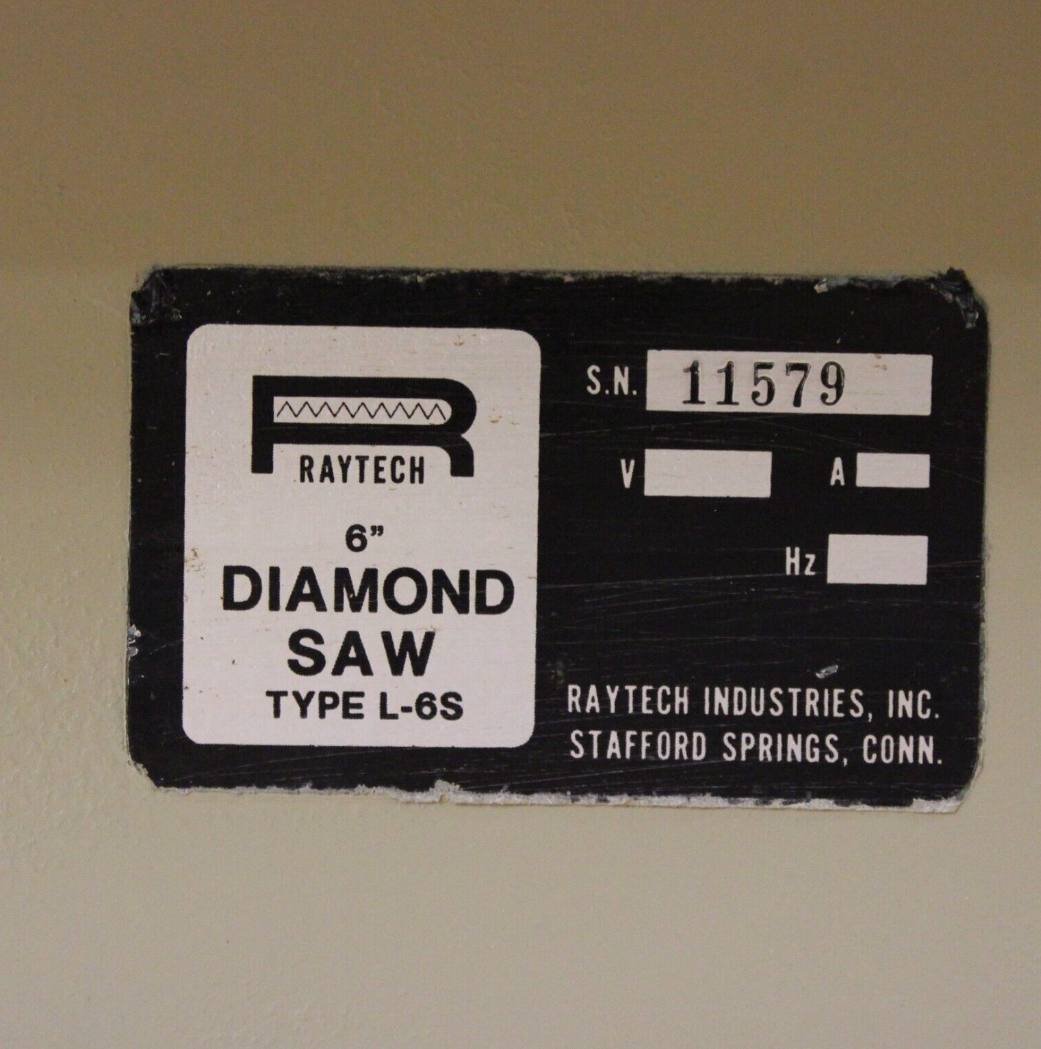 RAYTECH
6”
DIAMOND
SAW
TYPE L-6S
S.N. 11579
V A
Hz
RAYTECH INDUSTRIES, INC.
STAFFORD SPRINGS, CONN.